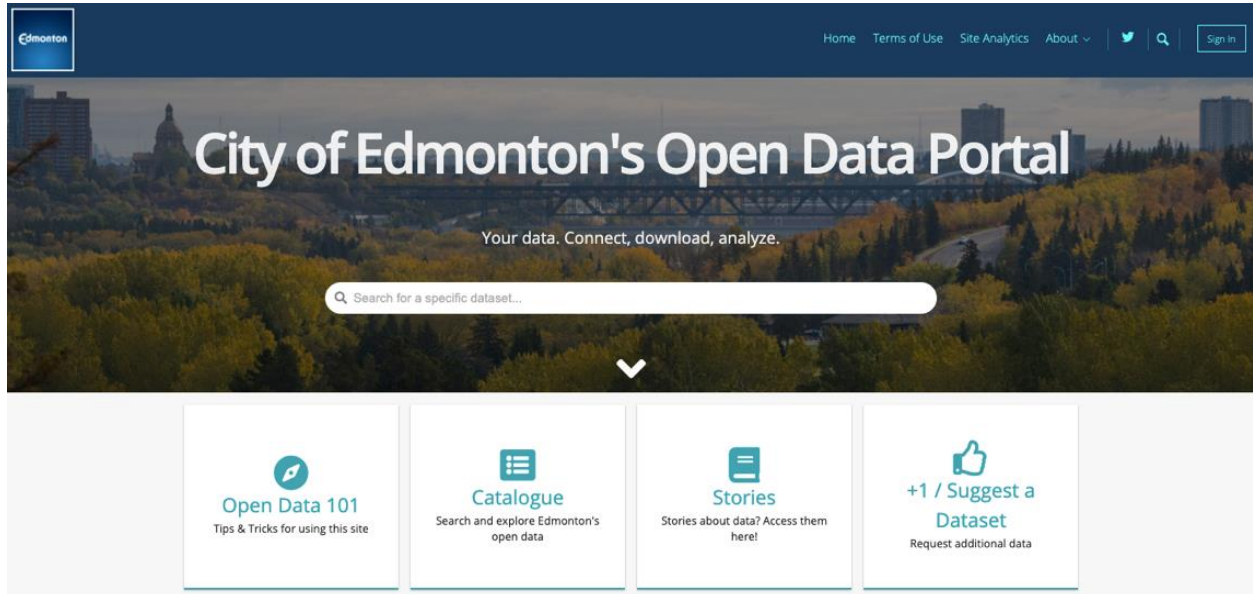 Edmonton
Home Terms of Use Site Analytics About Sign In
City of Edmonton's Open Data Portal
Your data. Connect, download, analyze.
Search for a specific dataset...
Open Data 101
Tips & Tricks for using this site
Catalogue
Search and explore Edmonton's
open data
Stories
Stories about data? Access them
here!
+1 / Suggest a
Dataset
Request additional data